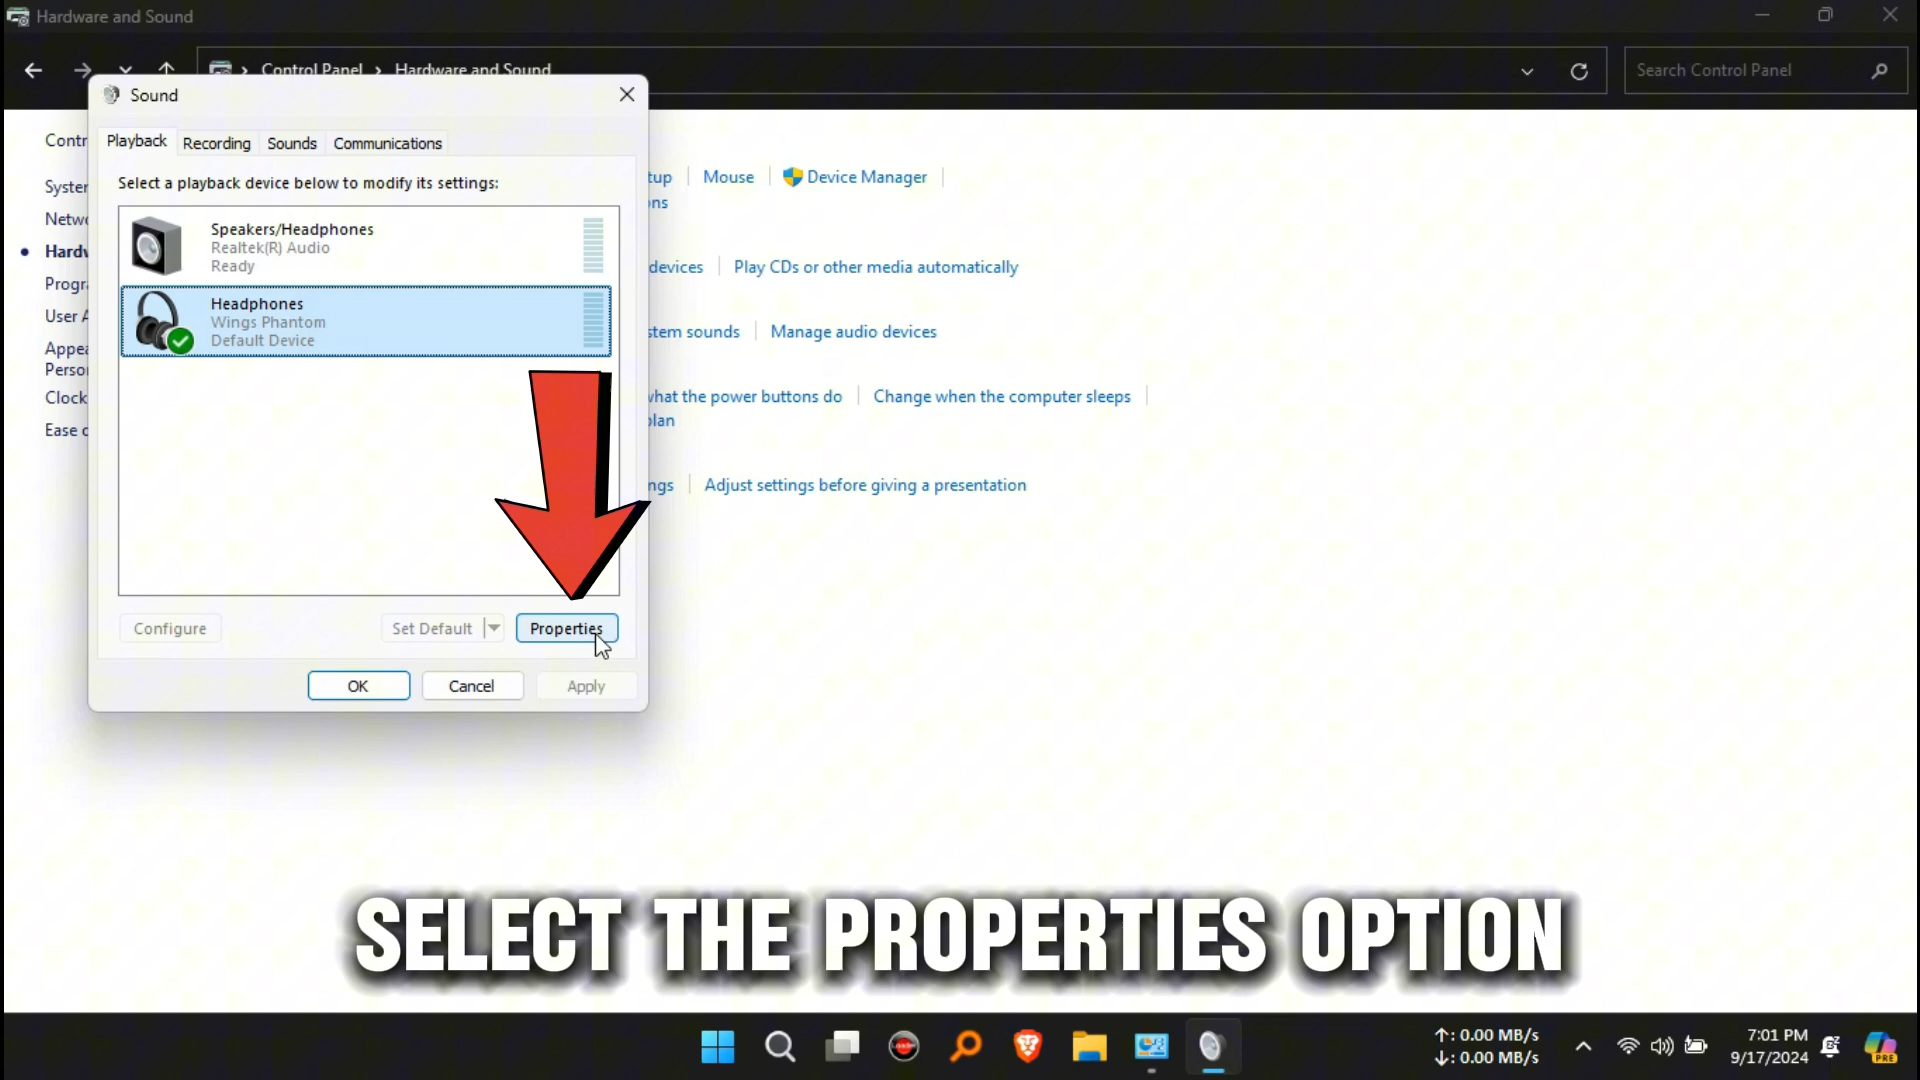 Hardware and Sound
Control Panel > Hardware and Sound
Search Control Panel
Sound
Playback
Recording
Sounds
Communications
Select a playback device below to modify its settings:
Speakers/Headphones
Realtek(R) Audio
Ready
Headphones
Wings Phantom
Default Device
Configure
Set Default
Properties
OK
Cancel
Apply
Contr
System
Netwo
Hardw
Progra
User A
Appea
Person
Clock
Ease o
tup
Mouse
Device Manager
ons
devices
Play CDs or other media automatically
stem sounds
Manage audio devices
what the power buttons do
Change when the computer sleeps
plan
ngs
Adjust settings before giving a presentation
SELECT THE PROPERTIES OPTION
↑: 0.00 MB/s
↓: 0.00 MB/s
7:01 PM
9/17/2024
PRE